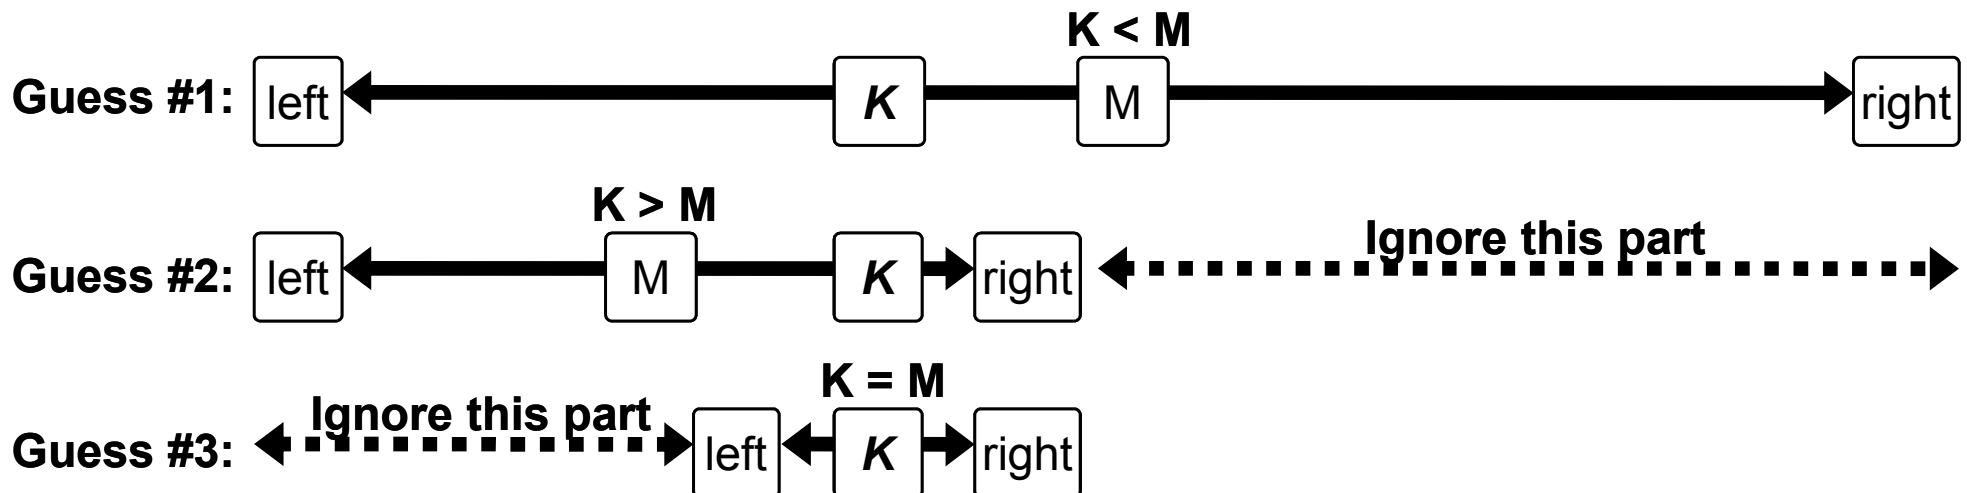 K < M
Guess #1: left K M right
K > M
Guess #2: left M K right Ignore this part
K = M
Guess #3: Ignore this part left K right